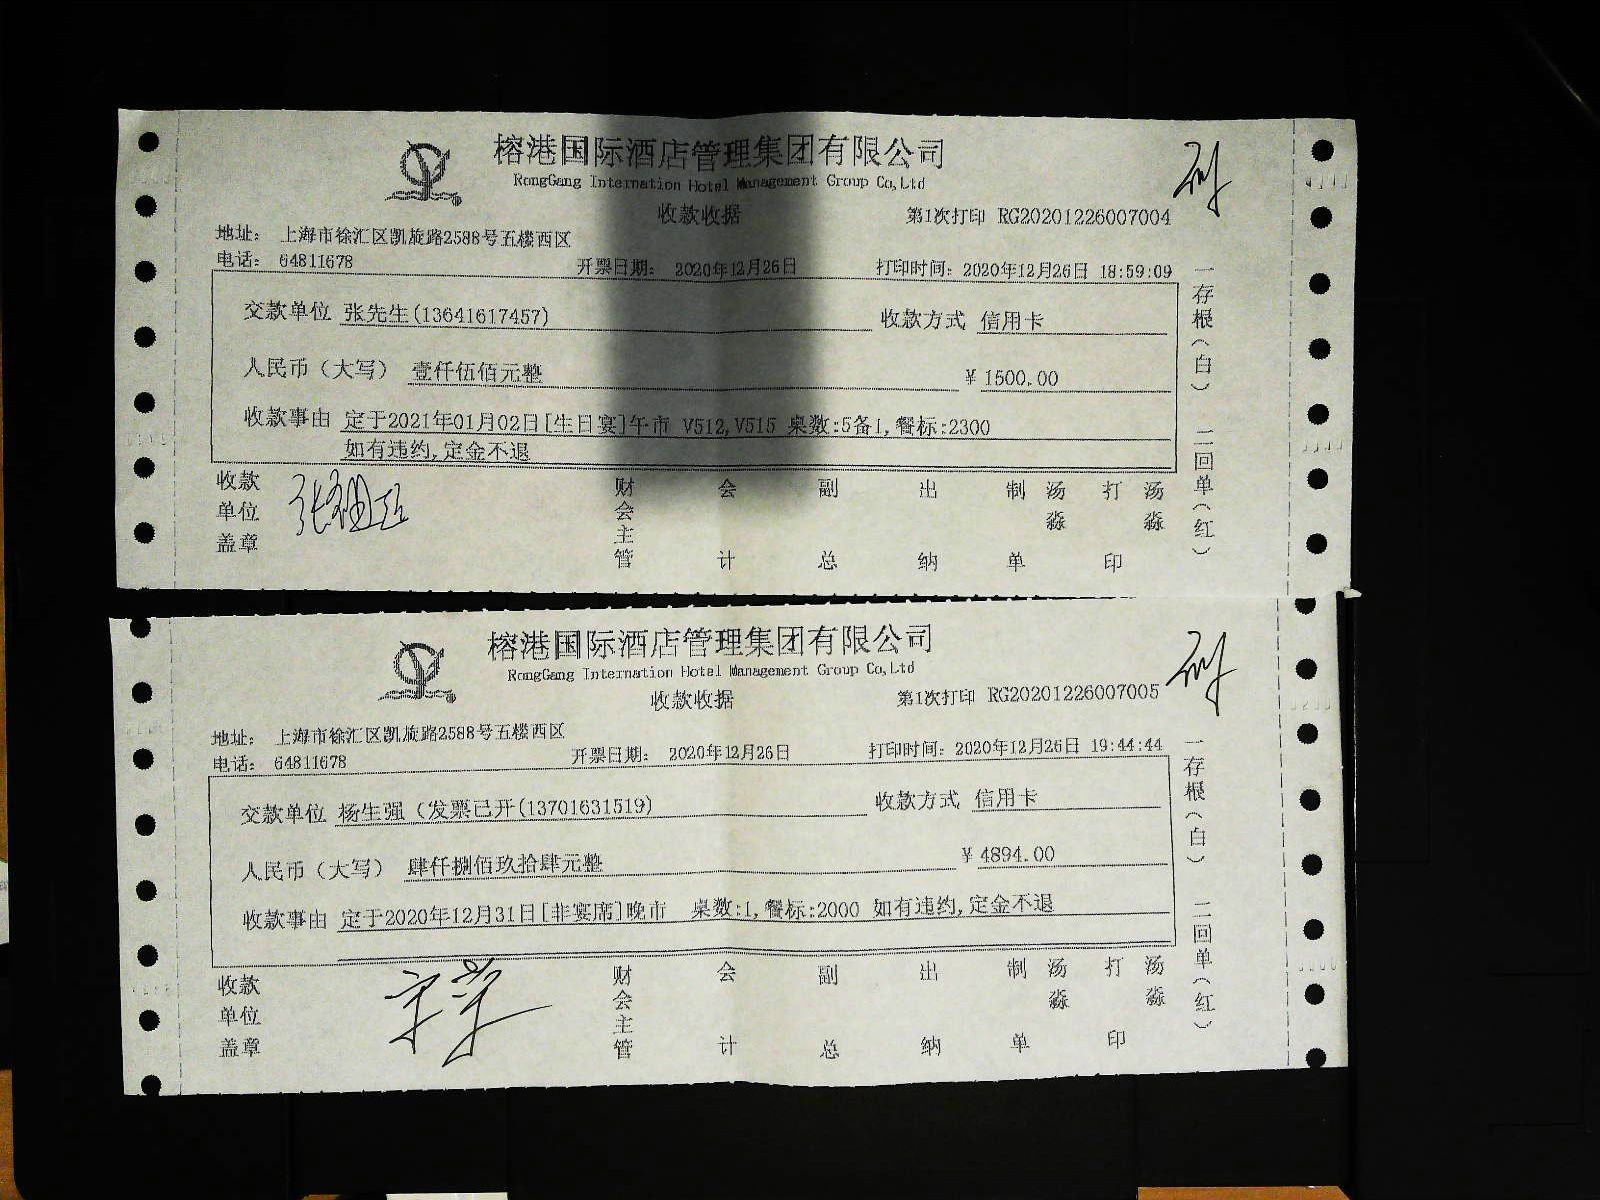 榕港国际酒店管理集团有限公司
RongGang Internation Hotel Management Group Co,Ltd
收款收据
第1次打印 RG20201226007004
地址： 上海市徐汇区凯旋路2588号五楼西区
电话： 64811678
开票日期： 2020年12月26日
打印时间：2020年12月26日 18:59:09
交款单位 张先生(13641617457)
收款方式 信用卡
人民币（大写） 壹仟伍佰元整
¥ 1500.00
收款事由 定于2021年01月02日[生日宴]午市 V512,V515 桌数:5备1,餐标:2300
如有违约,定金不退
收款单位盖章
财会主管 会计 副总 出纳 制单 汤淼 打印 汤淼
一存根（白） 二回单（红）
榕港国际酒店管理集团有限公司
RongGang Internation Hotel Management Group Co,Ltd
收款收据
第1次打印 RG20201226007005
地址： 上海市徐汇区凯旋路2588号五楼西区
电话： 64811678
开票日期： 2020年12月26日
打印时间：2020年12月26日 19:44:44
交款单位 杨生强（发票已开(13701631519)
收款方式 信用卡
人民币（大写） 肆仟捌佰玖拾肆元整
¥ 4894.00
收款事由 定于2020年12月31日[非宴席]晚市 桌数:1,餐标:2000 如有违约,定金不退
收款单位盖章
财会主管 会计 副总 出纳 制单 汤淼 打印 汤淼
一存根（白） 二回单（红）